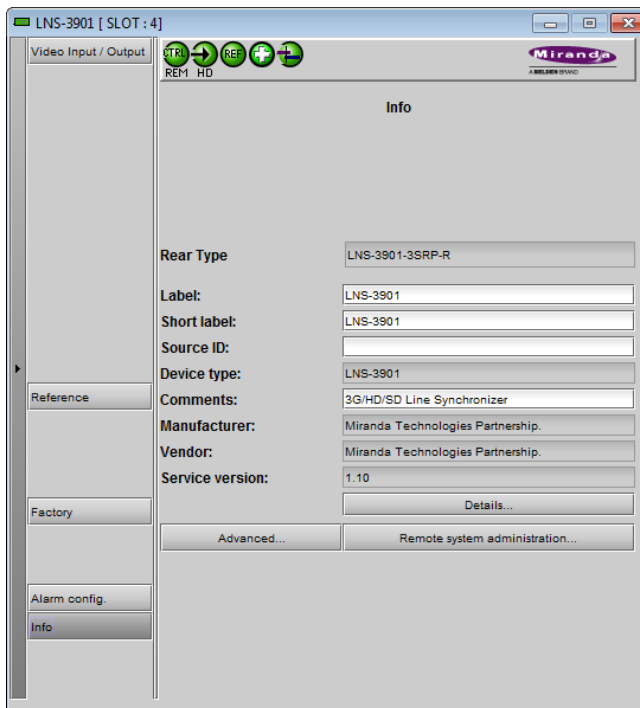 LNS-3901 [ SLOT : 4]
Video Input / Output
CTRL REF
REM HD
Miranda
A BELDEN BRAND
Info
Rear Type LNS-3901-3SRP-R
Label: LNS-3901
Short label: LNS-3901
Source ID:
Device type: LNS-3901
Reference
Comments: 3G/HD/SD Line Synchronizer
Manufacturer: Miranda Technologies Partnership.
Vendor: Miranda Technologies Partnership.
Service version: 1.10
Details...
Factory
Advanced... Remote system administration...
Alarm config.
Info